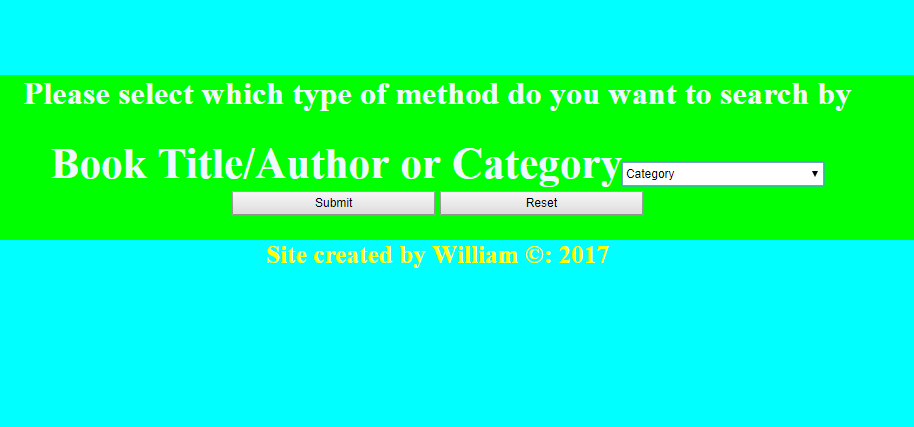 Please select which type of method do you want to search by
Book Title/Author or Category Category
Submit Reset
Site created by William ©: 2017